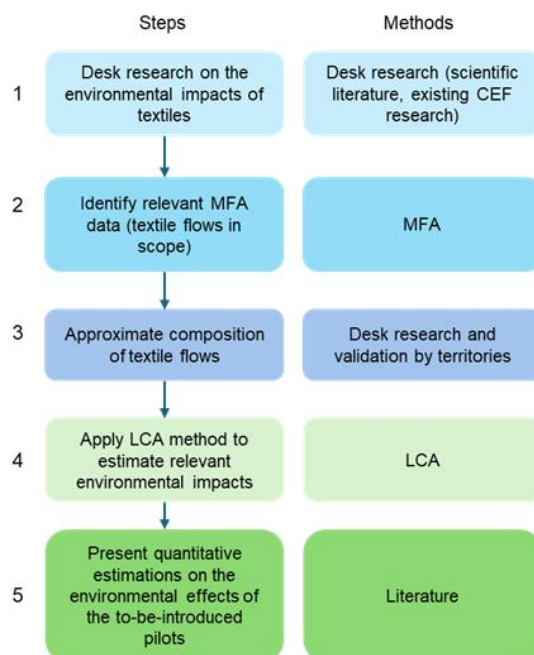 Steps
Methods
1
Desk research on the
environmental impacts of
textiles
Desk research (scientific
literature, existing CEF
research)
2
Identify relevant MFA
data (textile flows in
scope)
MFA
3
Approximate composition
of textile flows
Desk research and
validation by territories
4
Apply LCA method to
estimate relevant
environmental impacts
LCA
5
Present quantitative
estimations on the
environmental effects of
the to-be-introduced
pilots
Literature